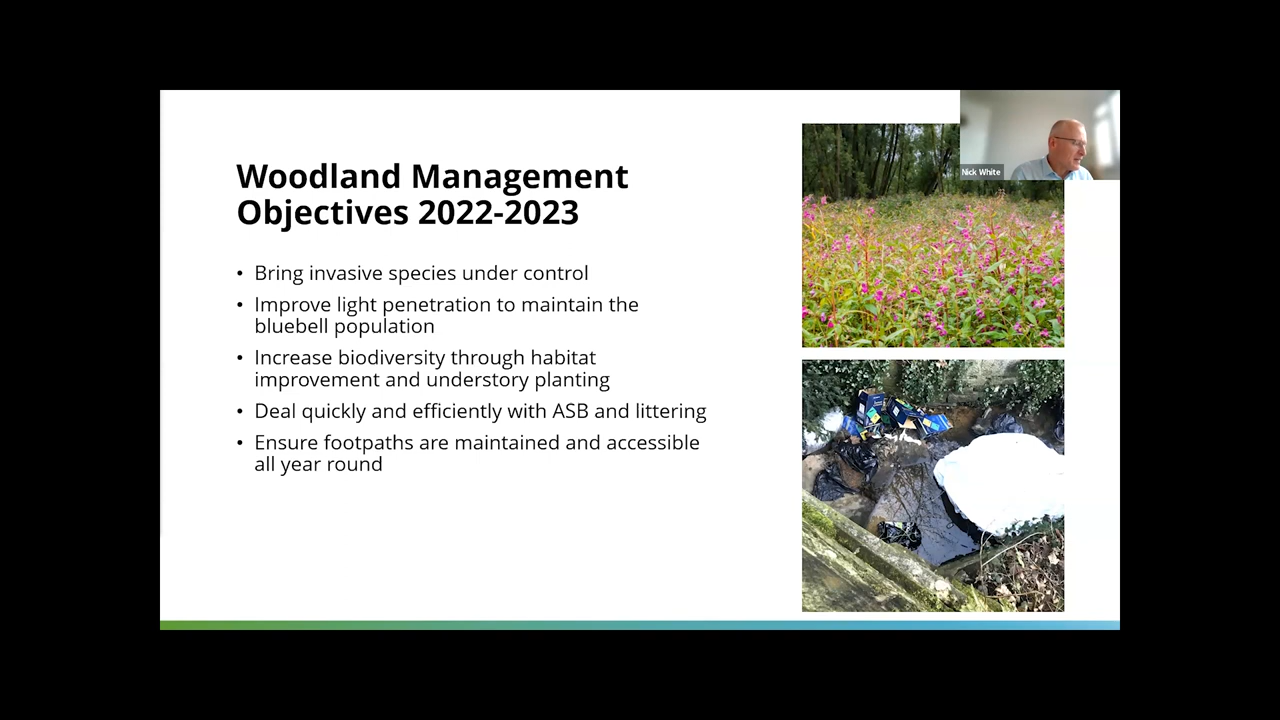 Woodland Management
Objectives 2022-2023
• Bring invasive species under control
• Improve light penetration to maintain the
bluebell population
• Increase biodiversity through habitat
improvement and understory planting
• Deal quickly and efficiently with ASB and littering
• Ensure footpaths are maintained and accessible
all year round
Nick White